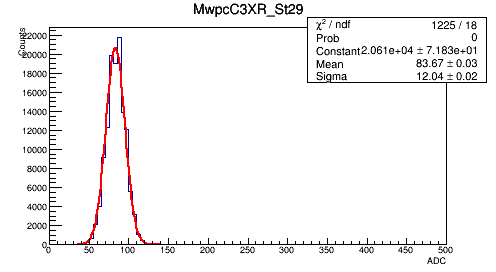 MwpcC3XR_St29
χ² / ndf 1225 / 18
Prob 0
Constant 2.061e+04 ± 7.183e+01
Mean 83.67 ± 0.03
Sigma 12.04 ± 0.02
Counts
22000
20000
18000
16000
14000
12000
10000
8000
6000
4000
2000
0
0 50 100 150 200 250 300 350 400 450 500
ADC